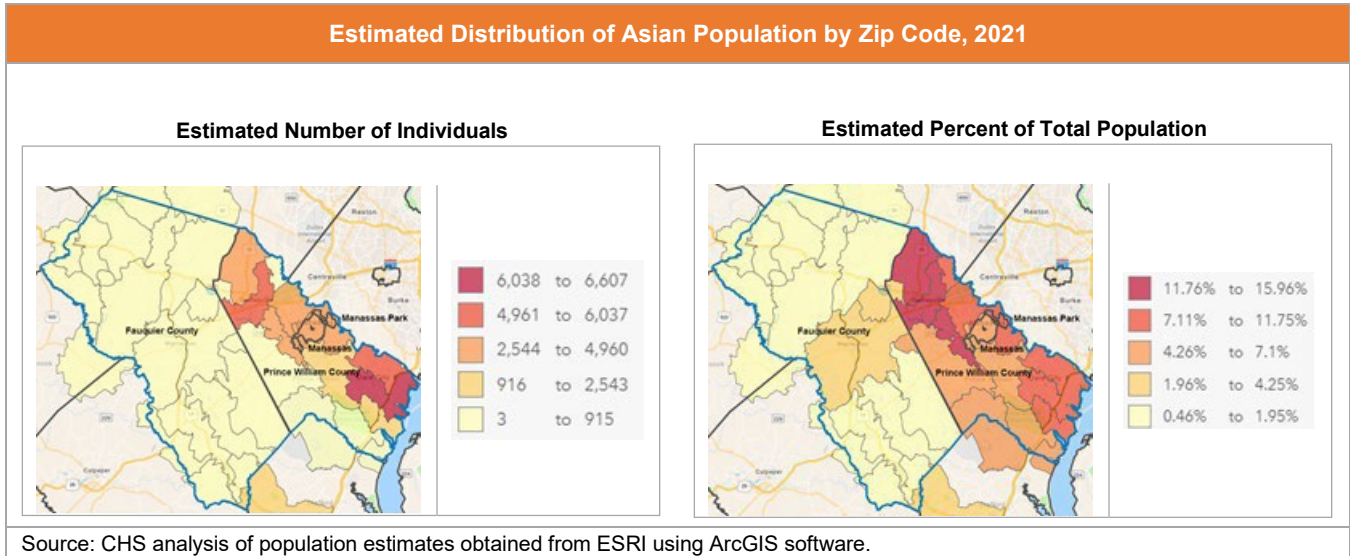 Estimated Distribution of Asian Population by Zip Code, 2021
Estimated Number of Individuals
Estimated Percent of Total Population
Reston
Centreville
Burke
Manassas Park
Fauquier County
Manassas
Prince William County
Culpeper
6,038 to 6,607
4,961 to 6,037
2,544 to 4,960
916 to 2,543
3 to 915
Reston
Centreville
Burke
Manassas Park
Fauquier County
Manassas
Prince William County
Culpeper
11.76% to 15.96%
7.11% to 11.75%
4.26% to 7.1%
1.96% to 4.25%
0.46% to 1.95%
Source: CHS analysis of population estimates obtained from ESRI using ArcGIS software.